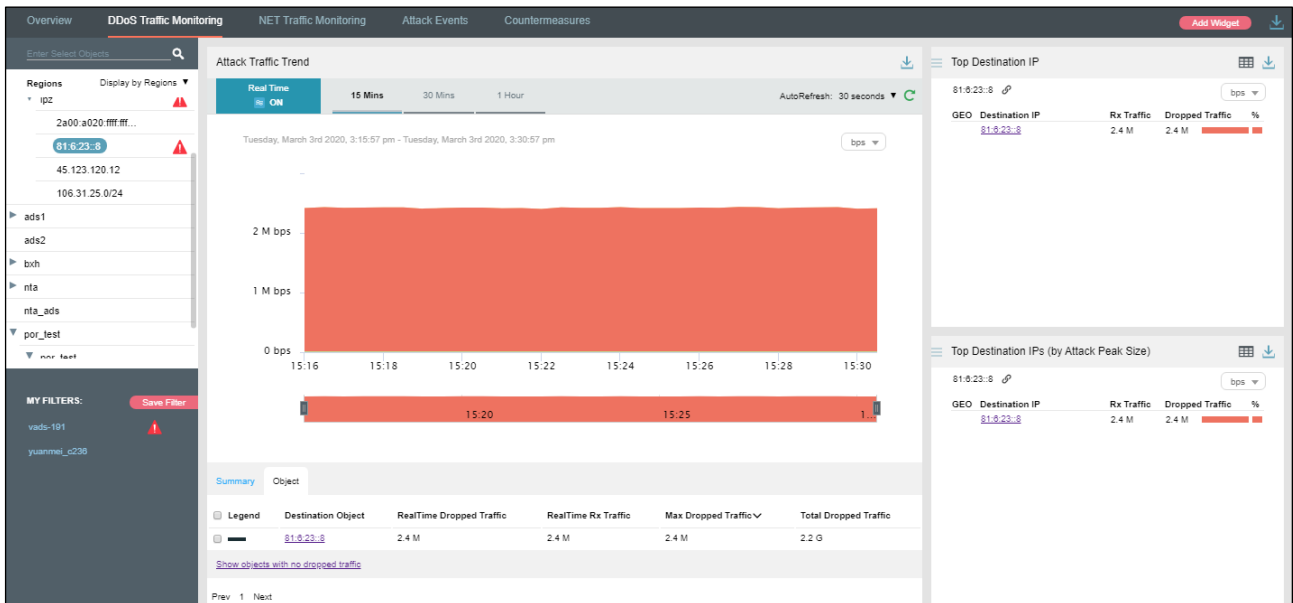 Overview DDoS Traffic Monitoring NET Traffic Monitoring Attack Events Countermeasures Add Widget
Enter Select Objects
Regions Display by Regions ▼
ipz
2a00:a020:ffff:fff...
81:6:23::8
45.123.120.12
106.31.25.0/24
ads1
ads2
bxh
nta
nta_ads
por_test
por_test
MY FILTERS: Save Filter
vads-191
yuanmei_c236
Attack Traffic Trend
Real Time
ON
15 Mins 30 Mins 1 Hour AutoRefresh: 30 seconds ▼
Tuesday, March 3rd 2020, 3:15:57 pm - Tuesday, March 3rd 2020, 3:30:57 pm bps
2 M bps
1 M bps
0 bps
15:16 15:18 15:20 15:22 15:24 15:26 15:28 15:30
15:20 15:25 1...
Summary Object
Legend Destination Object RealTime Dropped Traffic RealTime Rx Traffic Max Dropped Traffic Total Dropped Traffic
81:6:23::8 2.4 M 2.4 M 2.4 M 2.2 G
Show objects with no dropped traffic
Prev 1 Next
Top Destination IP
81:6:23::8 bps
GEO Destination IP Rx Traffic Dropped Traffic %
81:6:23::8 2.4 M 2.4 M
Top Destination IPs (by Attack Peak Size)
81:6:23::8 bps
GEO Destination IP Rx Traffic Dropped Traffic %
81:6:23::8 2.4 M 2.4 M